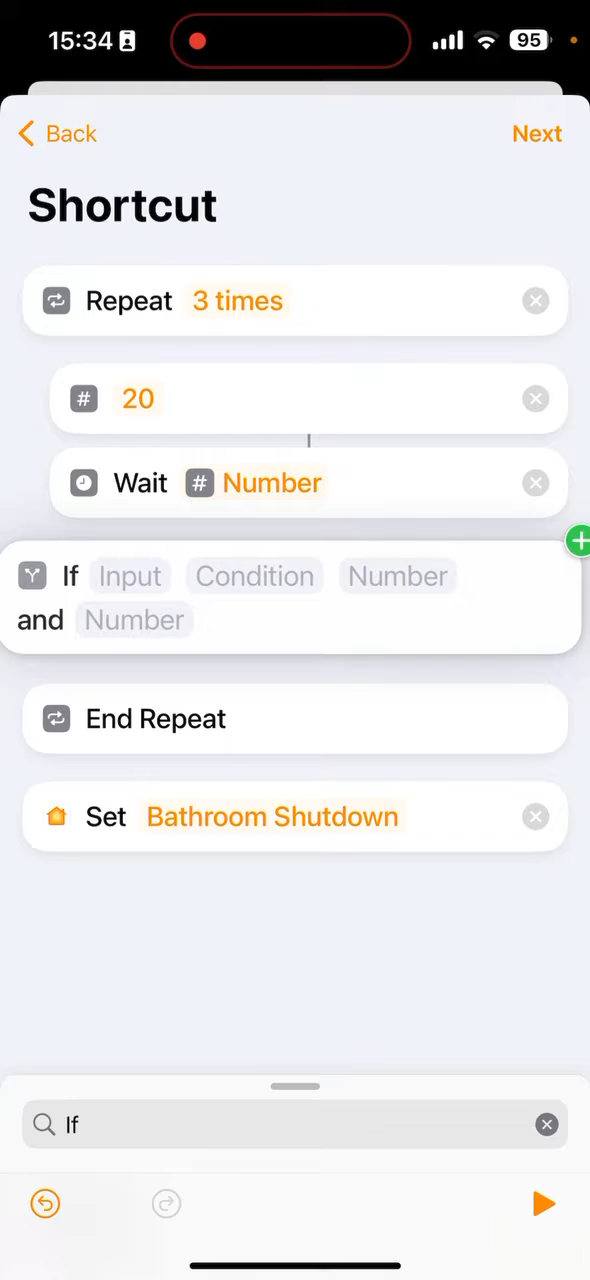 15:34
95
Back
Next
Shortcut
Repeat 3 times
# 20
Wait # Number
If Input Condition Number
and Number
End Repeat
Set Bathroom Shutdown
If